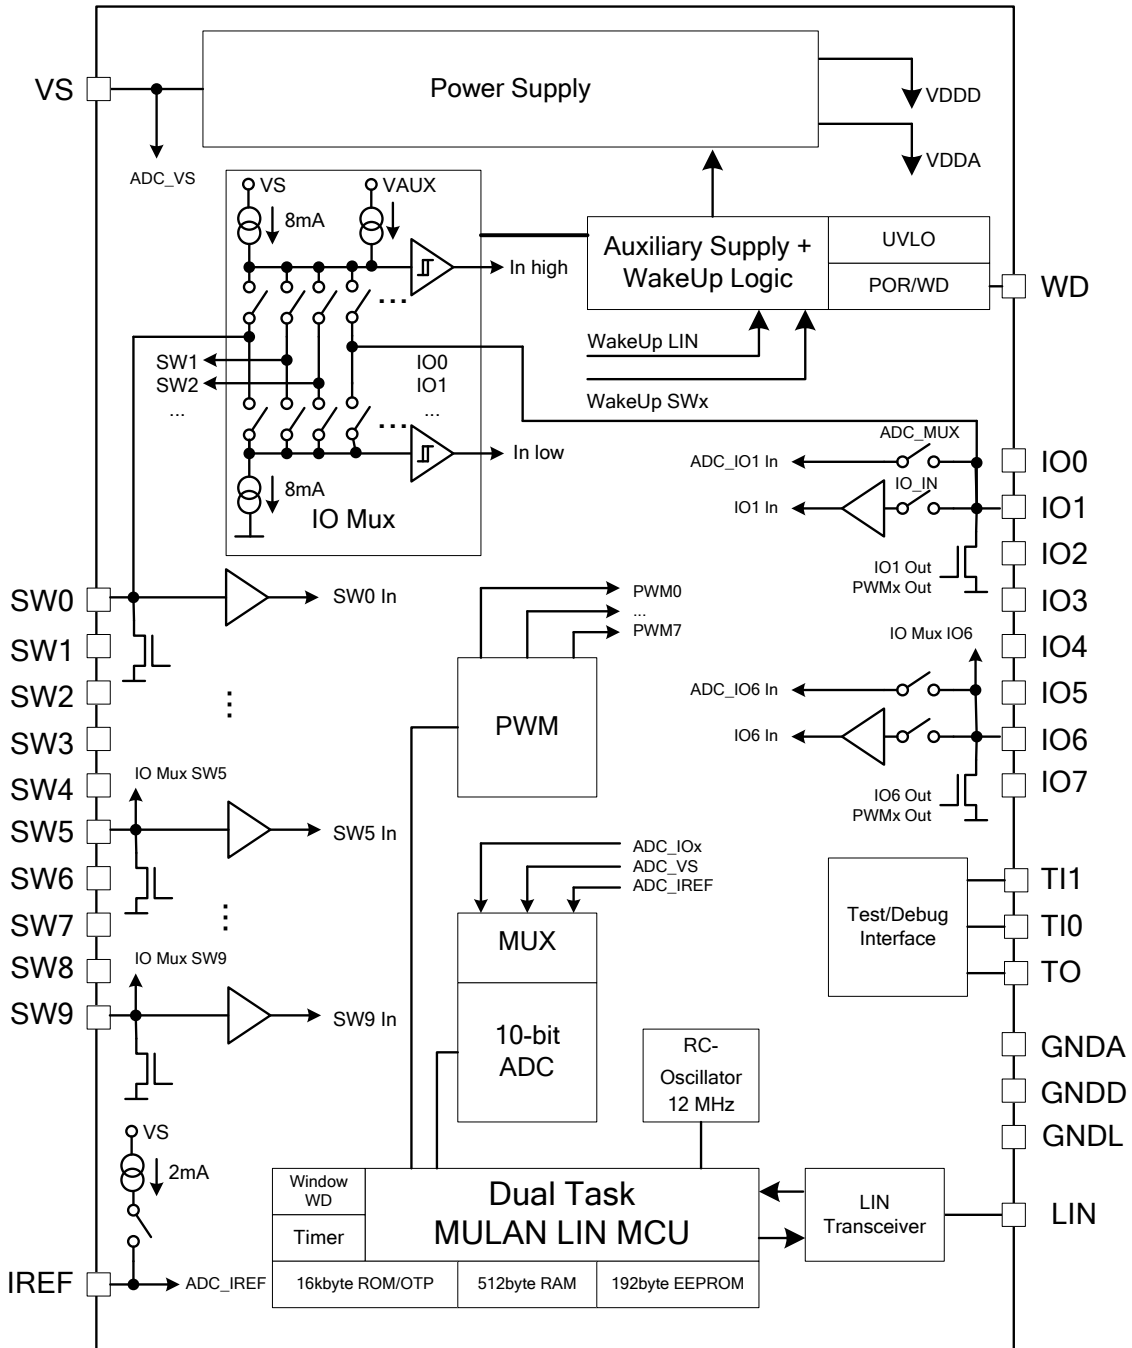 Power Supply
VS
VDDD
VDDA
ADC_VS
VS
VAUX
8mA
In high
Auxiliary Supply +
WakeUp Logic
UVLO
POR/WD
WD
...
WakeUp LIN
SW1
SW2
...
IO0
IO1
...
WakeUp SWx
...
In low
8mA
IO Mux
ADC_MUX
ADC_IO1 In
IO_IN
IO1 In
IO1 Out
PWMx Out
IO0
IO1
IO2
IO3
IO4
IO5
IO6
IO7
SW0
SW1
SW2
SW3
SW4
SW5
SW6
SW7
SW8
SW9
SW0 In
PWM0
...
PWM7
PWM
IO Mux IO6
ADC_IO6 In
IO6 In
IO6 Out
PWMx Out
...
IO Mux SW5
SW5 In
...
IO Mux SW9
SW9 In
ADC_IOx
ADC_VS
ADC_IREF
MUX
10-bit
ADC
Test/Debug
Interface
TI1
TI0
TO
RC-
Oscillator
12 MHz
GNDA
GNDD
GNDL
VS
2mA
Window
WD
Timer
Dual Task
MULAN LIN MCU
16kbyte ROM/OTP
512byte RAM
192byte EEPROM
LIN
Transceiver
LIN
IREF
ADC_IREF